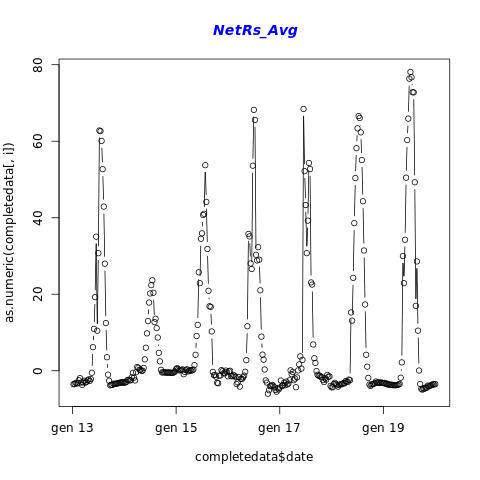 NetRs_Avg
as.numeric(completedata[, i])
80
60
40
20
0
gen 13
gen 15
gen 17
gen 19
completedata$date